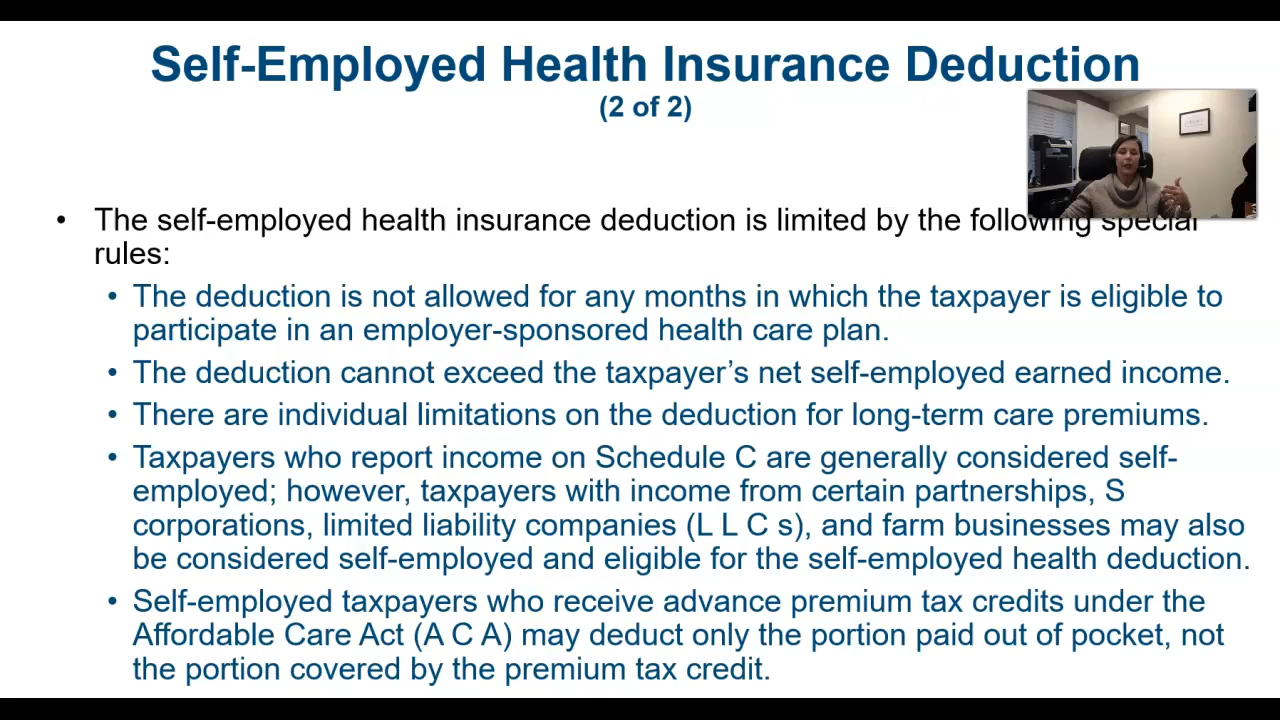 Self-Employed Health Insurance Deduction
(2 of 2)
• The self-employed health insurance deduction is limited by the following special
rules:
• The deduction is not allowed for any months in which the taxpayer is eligible to
participate in an employer-sponsored health care plan.
• The deduction cannot exceed the taxpayer’s net self-employed earned income.
• There are individual limitations on the deduction for long-term care premiums.
• Taxpayers who report income on Schedule C are generally considered self-
employed; however, taxpayers with income from certain partnerships, S
corporations, limited liability companies (L L C s), and farm businesses may also
be considered self-employed and eligible for the self-employed health deduction.
• Self-employed taxpayers who receive advance premium tax credits under the
Affordable Care Act (A C A) may deduct only the portion paid out of pocket, not
the portion covered by the premium tax credit.